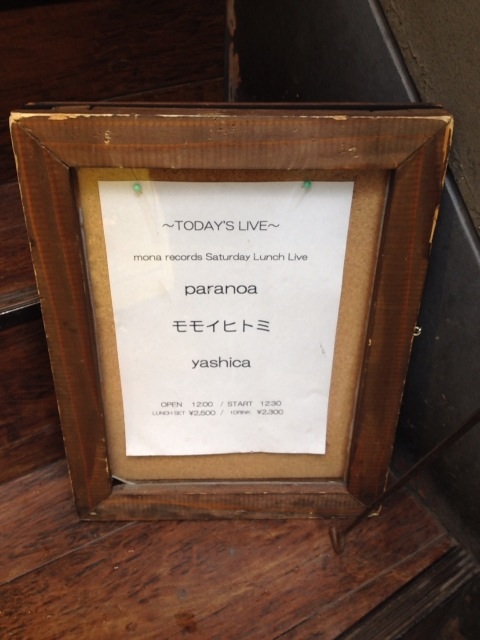 ～TODAY'S LIVE～
mona records Saturday Lunch Live
paranoa
モモイヒトミ
yashica
OPEN 12:00 / START 12:30
LUNCH SET ¥2,500 / 1DRINK ¥2,300